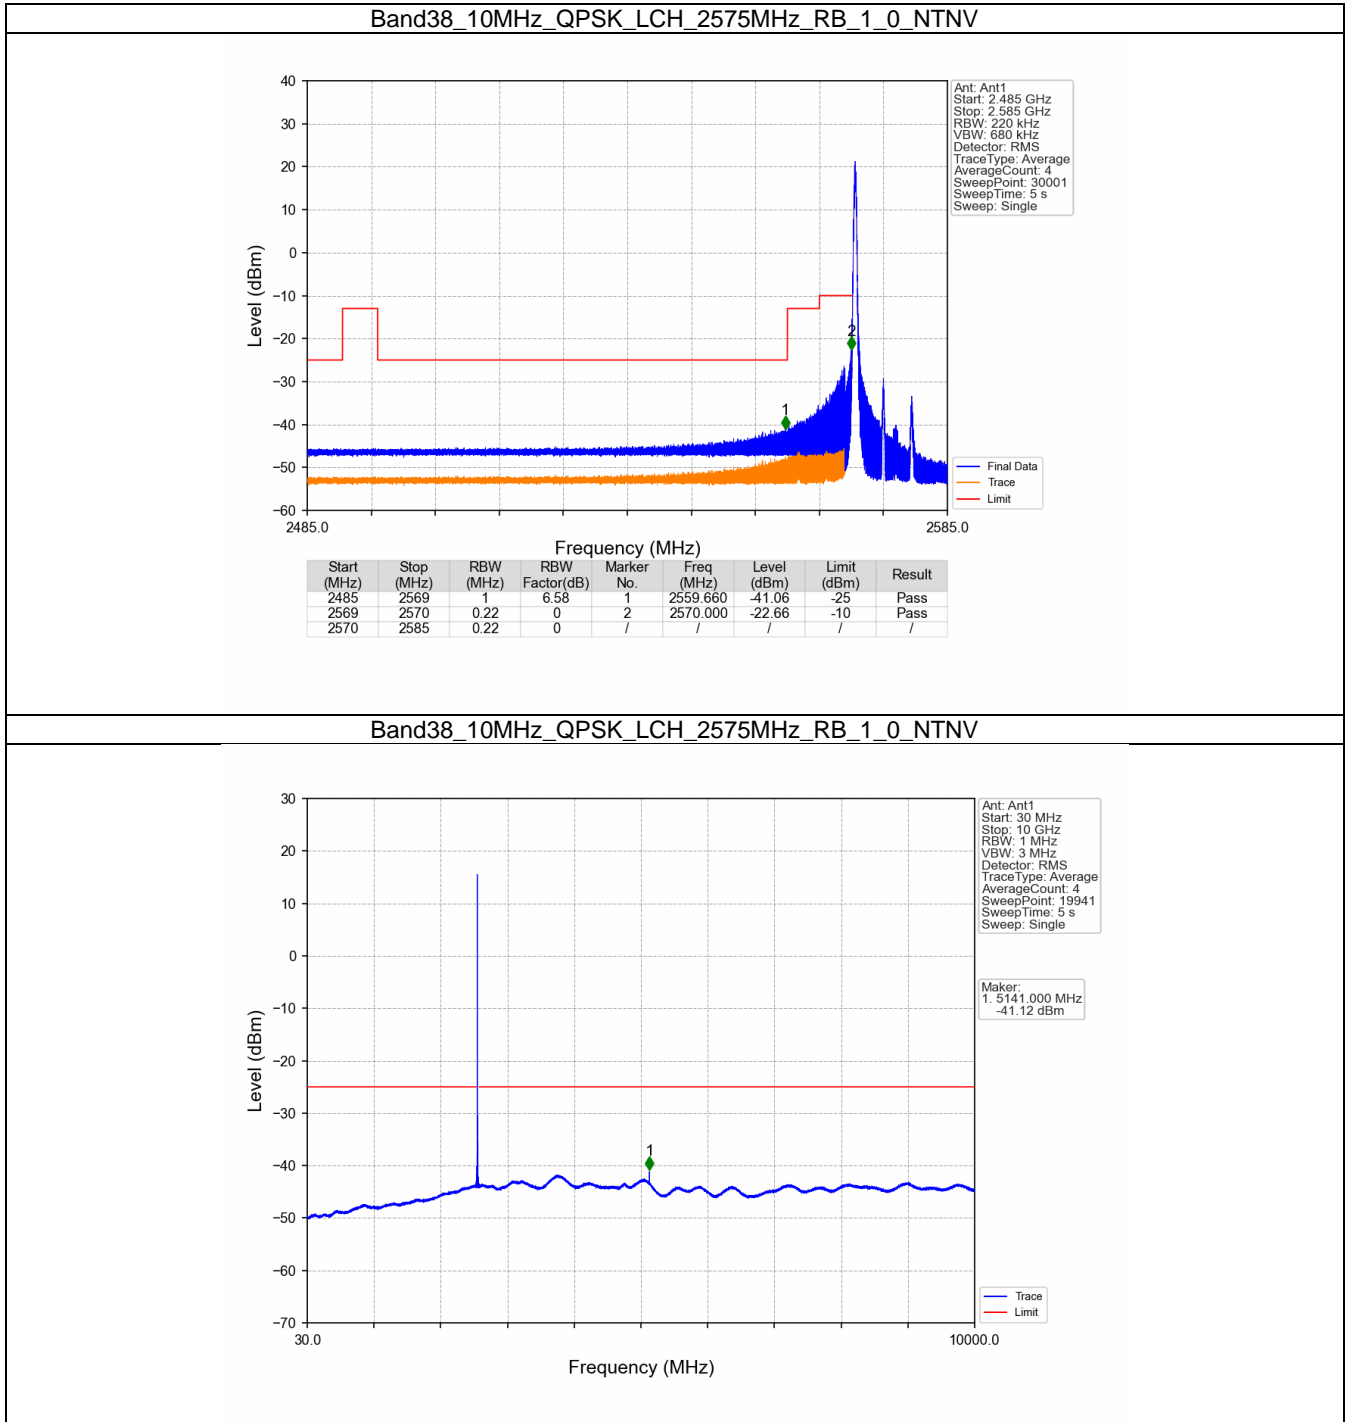 Band38_10MHz_QPSK_LCH_2575MHz_RB_1_0_NTNV
40
30
20
10
0
−10
−20
−30
−40
−50
−60
Level (dBm)
1
2
2485.0
2585.0
Frequency (MHz)
Ant: Ant1
Start: 2.485 GHz
Stop: 2.585 GHz
RBW: 220 kHz
VBW: 680 kHz
Detector: RMS
TraceType: Average
AverageCount: 4
SweepPoint: 30001
SweepTime: 5 s
Sweep: Single
Final Data
Trace
Limit
Start (MHz) Stop (MHz) RBW (MHz) RBW Factor(dB) Marker No. Freq (MHz) Level (dBm) Limit (dBm) Result
2485 2569 1 6.58 1 2559.660 -41.06 -25 Pass
2569 2570 0.22 0 2 2570.000 -22.66 -10 Pass
2570 2585 0.22 0 / / / / /
Band38_10MHz_QPSK_LCH_2575MHz_RB_1_0_NTNV
30
20
10
0
−10
−20
−30
−40
−50
−60
−70
Level (dBm)
1
30.0
10000.0
Frequency (MHz)
Ant: Ant1
Start: 30 MHz
Stop: 10 GHz
RBW: 1 MHz
VBW: 3 MHz
Detector: RMS
TraceType: Average
AverageCount: 4
SweepPoint: 19941
SweepTime: 5 s
Sweep: Single
Maker:
1. 5141.000 MHz
-41.12 dBm
Trace
Limit